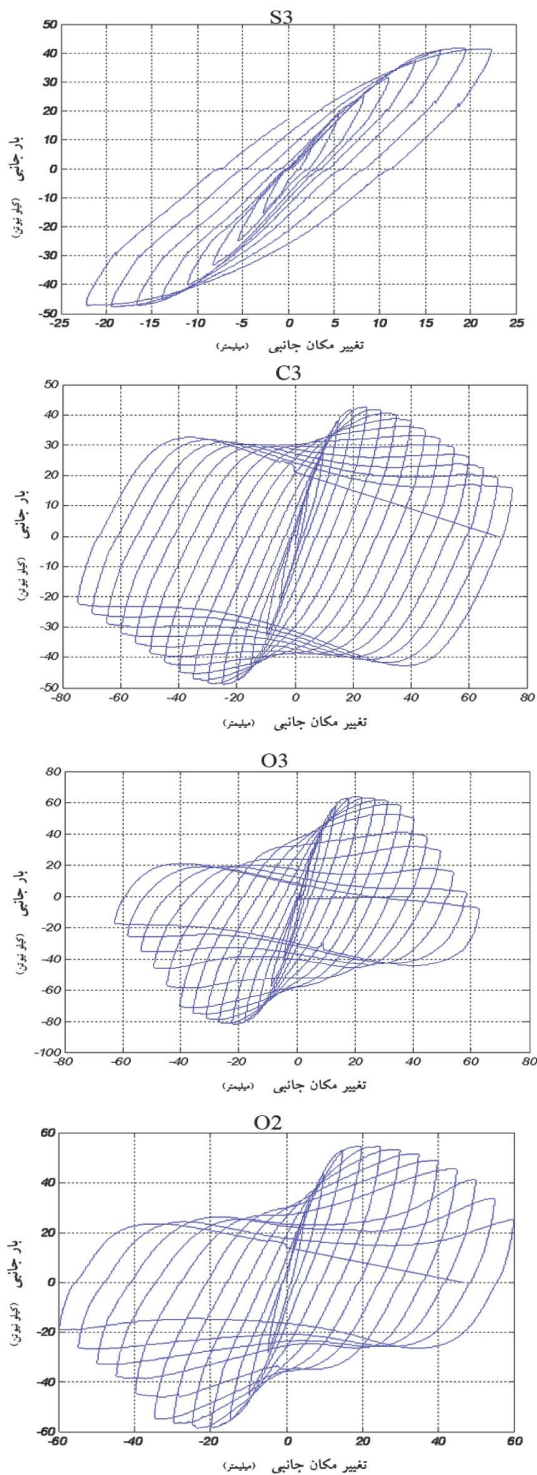 S3
50
40
30
20
10
0
-10
-20
-30
-40
-50
بار جانبی
(کیلو نیوتن)
-25 -20 -15 -10 -5 0 5 10 15 20 25
تغییر مکان جانبی (میلیمتر)
C3
50
40
30
20
10
0
-10
-20
-30
-40
-50
بار جانبی
(کیلو نیوتن)
-80 -60 -40 -20 0 20 40 60 80
تغییر مکان جانبی (میلیمتر)
O3
80
60
40
20
0
-20
-40
-60
-80
-100
بار جانبی
(کیلو نیوتن)
-80 -60 -40 -20 0 20 40 60 80
تغییر مکان جانبی (میلیمتر)
O2
60
40
20
0
-20
-40
-60
بار جانبی
(کیلو نیوتن)
-60 -40 -20 0 20 40 60
تغییر مکان جانبی (میلیمتر)